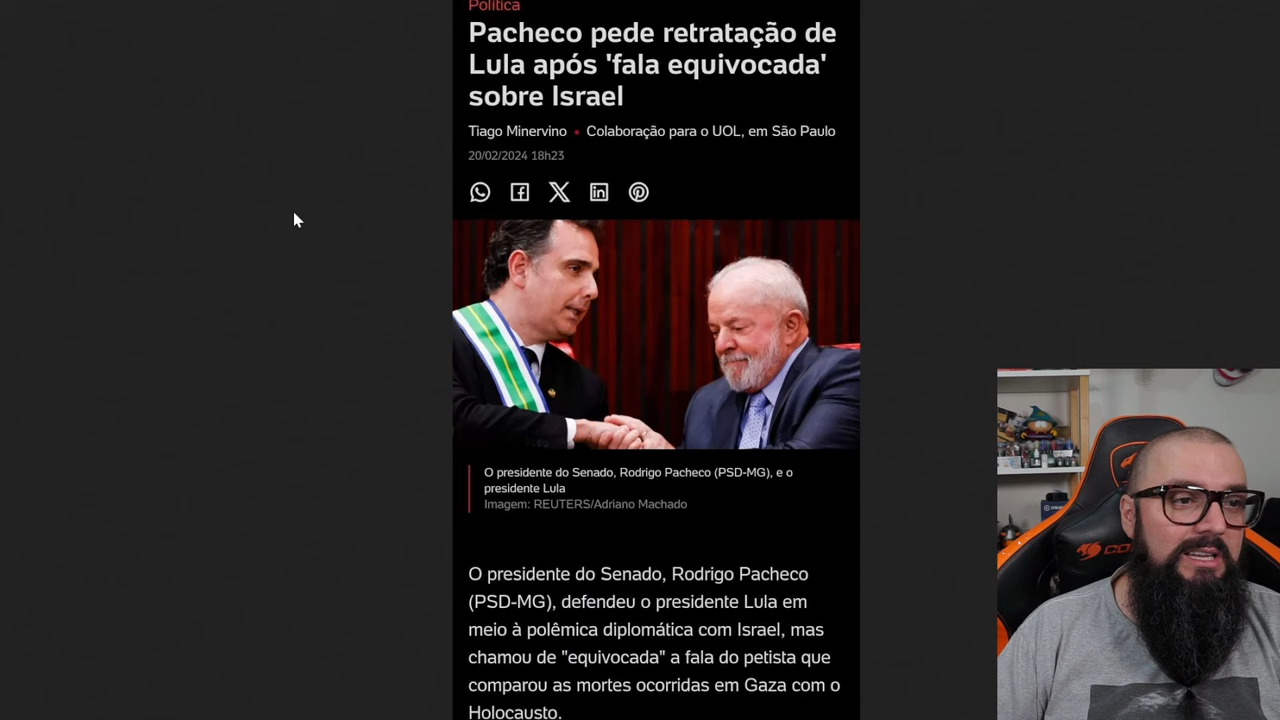 Política
Pacheco pede retratação de
Lula após 'fala equivocada'
sobre Israel
Tiago Minervino • Colaboração para o UOL, em São Paulo
20/02/2024 18h23
O presidente do Senado, Rodrigo Pacheco (PSD-MG), e o
presidente Lula
Imagem: REUTERS/Adriano Machado
O presidente do Senado, Rodrigo Pacheco
(PSD-MG), defendeu o presidente Lula em
meio à polêmica diplomática com Israel, mas
chamou de "equivocada" a fala do petista que
comparou as mortes ocorridas em Gaza com o
Holocausto.